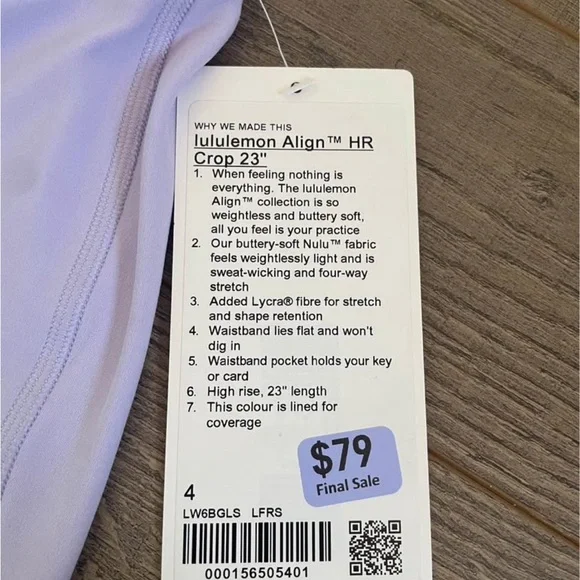 WHY WE MADE THIS
lululemon Align™ HR
Crop 23"
1. When feeling nothing is
everything. The lululemon
Align™ collection is so
weightless and buttery soft,
all you feel is your practice
2. Our buttery-soft Nulu™ fabric
feels weightlessly light and is
sweat-wicking and four-way
stretch
3. Added Lycra® fibre for stretch
and shape retention
4. Waistband lies flat and won't
dig in
5. Waistband pocket holds your key
or card
6. High rise, 23" length
7. This colour is lined for
coverage
$79
Final Sale
4
LW6BGLS LFRS
000156505401